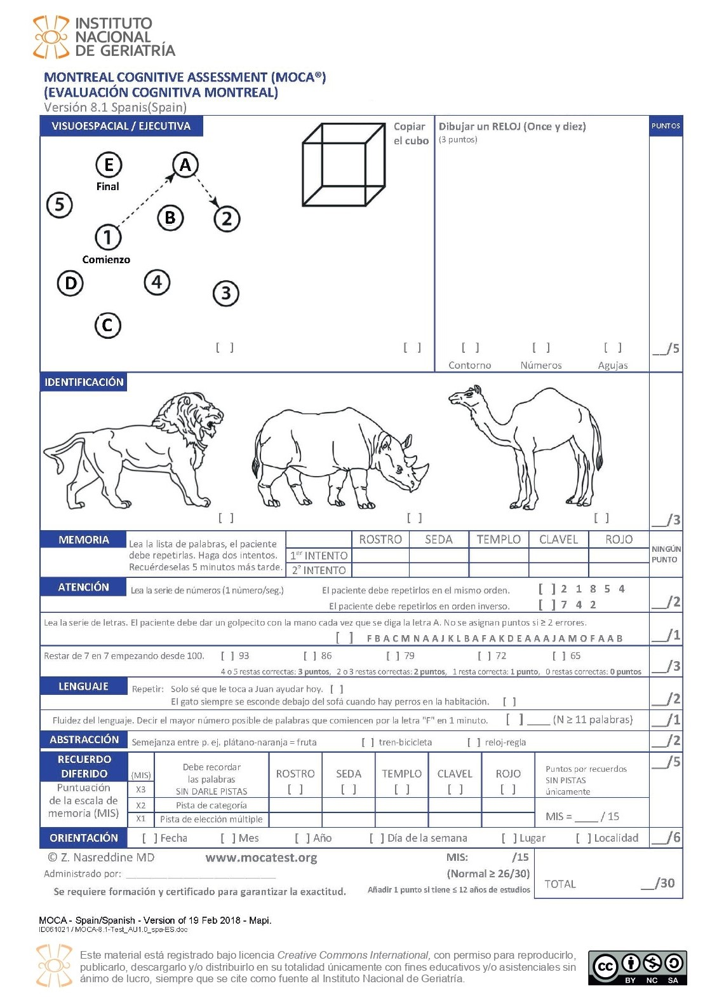 INSTITUTO
NACIONAL
DE GERIATRÍA
MONTREAL COGNITIVE ASSESSMENT (MOCA®)
(EVALUACIÓN COGNITIVA MONTREAL)
Versión 8.1 Spanis(Spain)
VISUOESPACIAL / EJECUTIVA
Copiar
el cubo
Dibujar un RELOJ (Once y diez)
(3 puntos)
PUNTOS
E
Final
A
5
B
2
1
Comienzo
D
4
3
C
[ ]
[ ]
[ ] [ ] [ ]
Contorno Números Agujas
__/5
IDENTIFICACIÓN
[ ] [ ] [ ]
__/3
MEMORIA
Lea la lista de palabras, el paciente
debe repetirlas. Haga dos intentos.
Recuérdeselas 5 minutos más tarde.
ROSTRO SEDA TEMPLO CLAVEL ROJO
1er INTENTO
2º INTENTO
NINGÚN
PUNTO
ATENCIÓN
Lea la serie de números (1 número/seg.) El paciente debe repetirlos en el mismo orden. [ ] 2 1 8 5 4
El paciente debe repetirlos en orden inverso. [ ] 7 4 2
__/2
Lea la serie de letras. El paciente debe dar un golpecito con la mano cada vez que se diga la letra A. No se asignan puntos si ≥ 2 errores.
[ ] F B A C M N A A J K L B A F A K D E A A A J A M O F A A B
__/1
Restar de 7 en 7 empezando desde 100. [ ] 93 [ ] 86 [ ] 79 [ ] 72 [ ] 65
4 o 5 restas correctas: 3 puntos, 2 o 3 restas correctas: 2 puntos, 1 resta correcta: 1 punto, 0 restas correctas: 0 puntos
__/3
LENGUAJE
Repetir: Solo sé que le toca a Juan ayudar hoy. [ ]
El gato siempre se esconde debajo del sofá cuando hay perros en la habitación. [ ]
__/2
Fluidez del lenguaje. Decir el mayor número posible de palabras que comiencen por la letra "F" en 1 minuto. [ ] ____ (N ≥ 11 palabras)
__/1
ABSTRACCIÓN
Semejanza entre p. ej. plátano-naranja = fruta [ ] tren-bicicleta [ ] reloj-regla
__/2
RECUERDO
DIFERIDO
Puntuación
de la escala de
memoria (MIS)
(MIS)
X3
X2
X1
Debe recordar
las palabras
SIN DARLE PISTAS
Pista de categoría
Pista de elección múltiple
ROSTRO SEDA TEMPLO CLAVEL ROJO
[ ] [ ] [ ] [ ] [ ]
Puntos por recuerdos
SIN PISTAS
únicamente
MIS = ____ / 15
__/5
ORIENTACIÓN
[ ] Fecha [ ] Mes [ ] Año [ ] Día de la semana [ ] Lugar [ ] Localidad
__/6
© Z. Nasreddine MD www.mocatest.org MIS: /15
Administrado por: ____________________ (Normal ≥ 26/30)
Se requiere formación y certificado para garantizar la exactitud. Añadir 1 punto si tiene ≤ 12 años de estudios
TOTAL __/30
MOCA - Spain/Spanish - Version of 19 Feb 2018 - Mapi.
ID061021 / MOCA-8.1-Test_AU1.0_spa-ES.doc
Este material está registrado bajo licencia Creative Commons International, con permiso para reproducirlo,
publicarlo, descargarlo y/o distribuirlo en su totalidad únicamente con fines educativos y/o asistenciales sin
ánimo de lucro, siempre que se cite como fuente al Instituto Nacional de Geriatría.
cc
BY NC SA